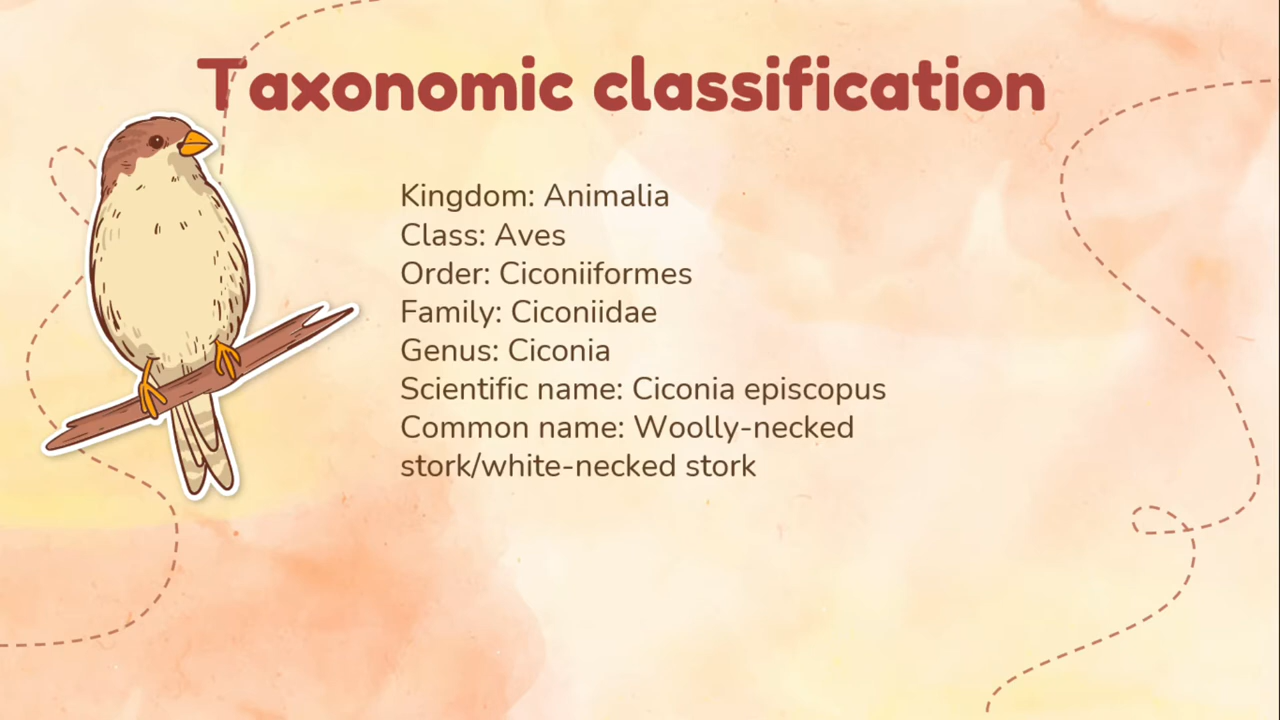 Taxonomic classification
Kingdom: Animalia
Class: Aves
Order: Ciconiiformes
Family: Ciconiidae
Genus: Ciconia
Scientific name: Ciconia episcopus
Common name: Woolly-necked
stork/white-necked stork